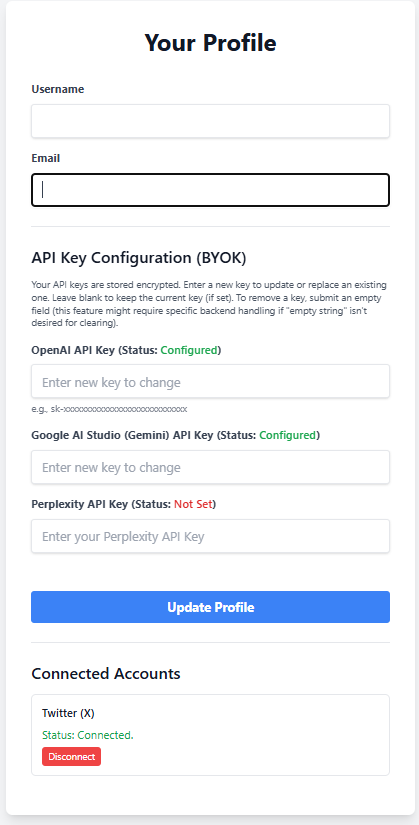 Your Profile
Username
Email
API Key Configuration (BYOK)
Your API keys are stored encrypted. Enter a new key to update or replace an existing
one. Leave blank to keep the current key (if set). To remove a key, submit an empty
field (this feature might require specific backend handling if "empty string" isn't
desired for clearing).
OpenAI API Key (Status: Configured)
Enter new key to change
e.g., sk-xxxxxxxxxxxxxxxxxxxxxxxxxxxx
Google AI Studio (Gemini) API Key (Status: Configured)
Enter new key to change
Perplexity API Key (Status: Not Set)
Enter your Perplexity API Key
Update Profile
Connected Accounts
Twitter (X)
Status: Connected.
Disconnect